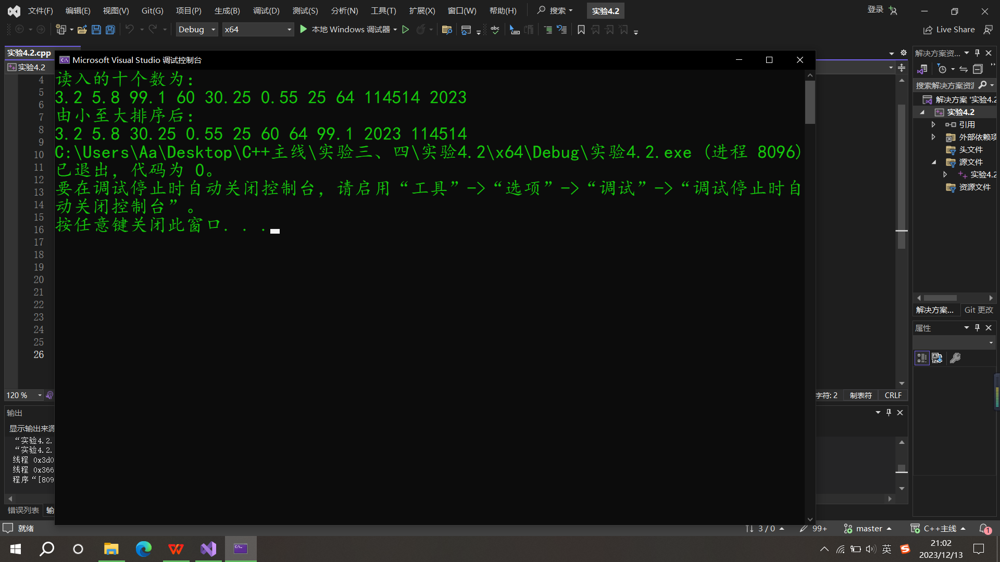 文件(F) 编辑(E) 视图(V) Git(G) 项目(P) 生成(B) 调试(D) 测试(S) 分析(N) 工具(T) 扩展(X) 窗口(W) 帮助(H) 搜索 实验4.2 登录
Debug x64 本地 Windows 调试器 Live Share
实验4.2.cpp
实验4.2
Microsoft Visual Studio 调试控制台
读入的十个数为：
3.2 5.8 99.1 60 30.25 0.55 25 64 114514 2023
由小至大排序后：
3.2 5.8 30.25 0.55 25 60 64 99.1 2023 114514
C:\Users\Aa\Desktop\C++主线\实验三、四\实验4.2\x64\Debug\实验4.2.exe (进程 8096)
已退出，代码为 0。
要在调试停止时自动关闭控制台，请启用“工具”->“选项”->“调试”->“调试停止时自
动关闭控制台”。
按任意键关闭此窗口. . .
4
5
6
7
8
9
10
11
12
13
14
15
16
17
18
19
20
21
22
23
24
25
26
120 %
字符: 2 制表符 CRLF
输出
显示输出来源
“实验4.2.
“实验4.2.
线程 0x3d0
线程 0x366
程序“[809
错误列表 输
解决方案资...
搜索解决方案资
解决方案 '实验4.2
实验4.2
引用
外部依赖项
头文件
源文件
实验4.2
资源文件
解决方案... Git 更改
属性
就绪 3 / 0 99+ master C++主线 1
英 21:02
2023/12/13